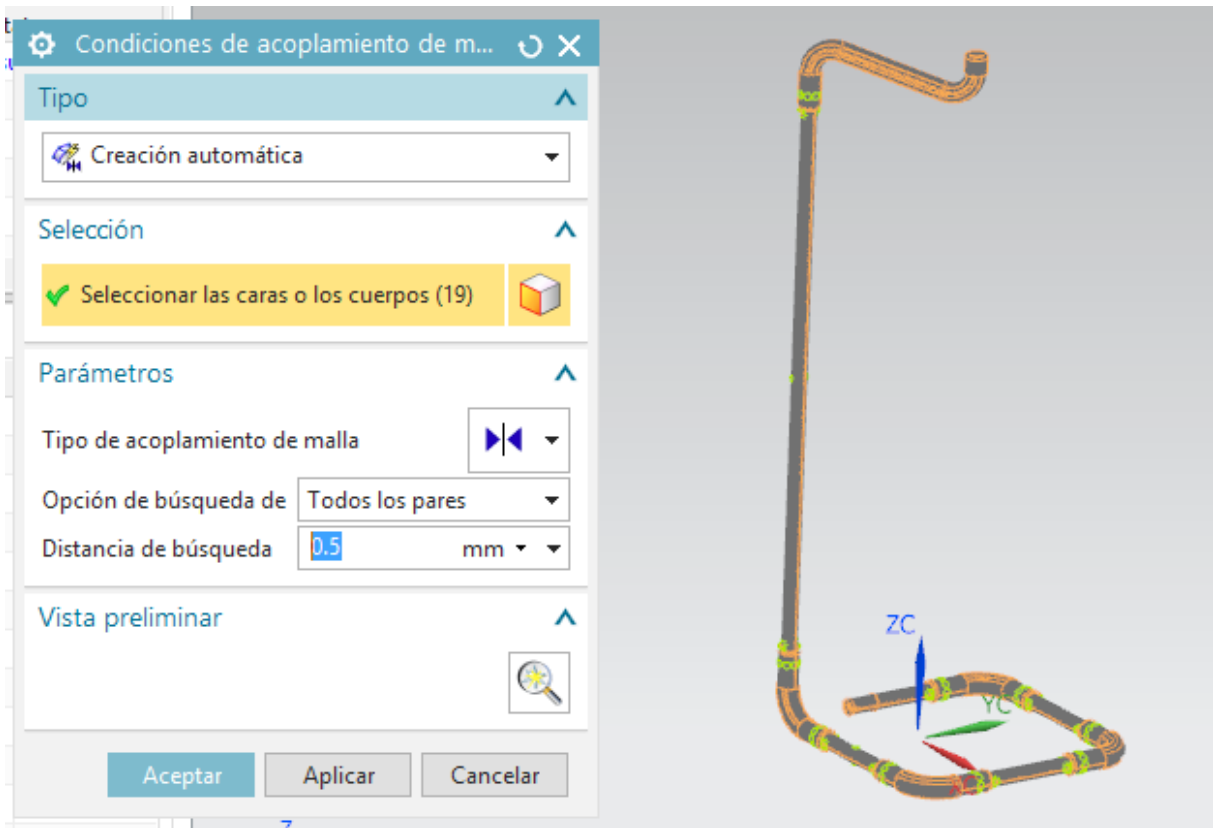 Condiciones de acoplamiento de m...
Tipo
Creación automática
Selección
Seleccionar las caras o los cuerpos (19)
Parámetros
Tipo de acoplamiento de malla
Opción de búsqueda de Todos los pares
Distancia de búsqueda 0.5 mm
Vista preliminar
Aceptar Aplicar Cancelar
ZC
YC